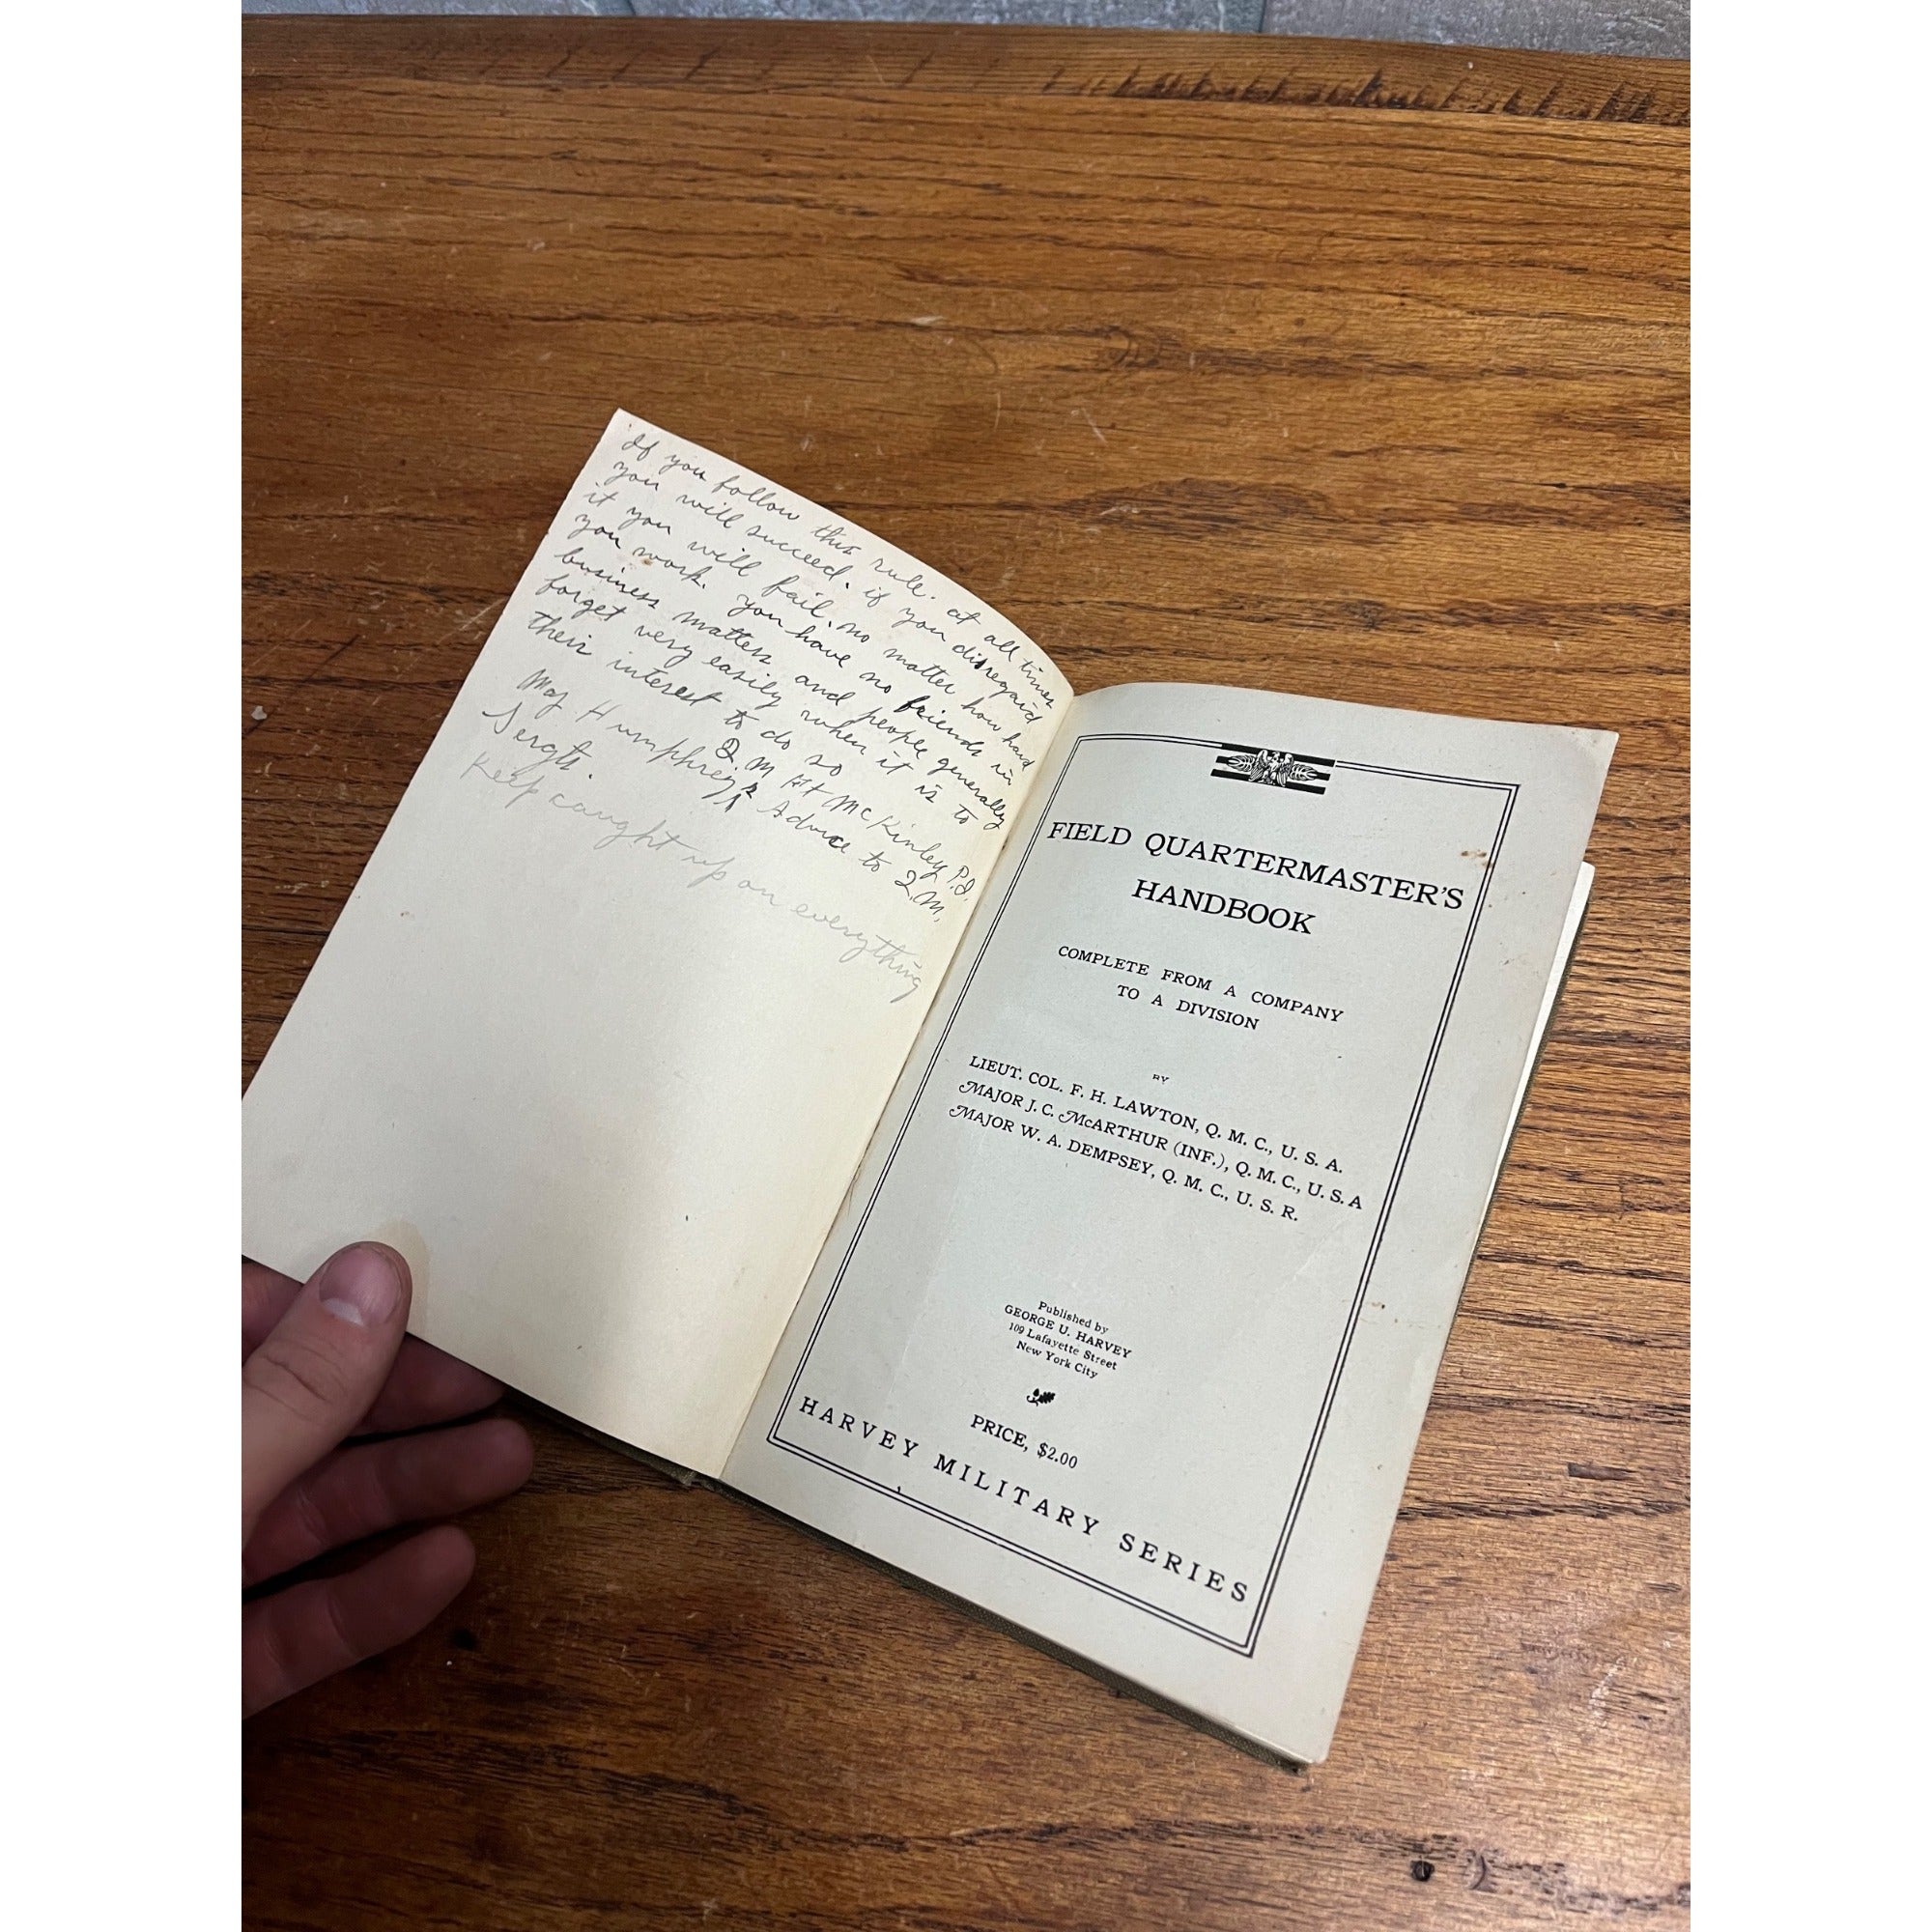 If you follow this rule. at all times
you will succeed. if you disregard
it you will fail. no matter how hard
you work. you have no friends in
business matters and people generally
forget very easily when it is to
their interest to do so
Q.M Ft McKinley P.I.
Maj Humphrey's Advice to Q.M.
Sergts.
Keep caught up on everything
FIELD QUARTERMASTER'S
HANDBOOK
COMPLETE FROM A COMPANY
TO A DIVISION
BY
LIEUT. COL. F. H. LAWTON, Q. M. C., U. S. A.
MAJOR J. C. McARTHUR (INF.), Q. M. C., U. S. A
MAJOR W. A. DEMPSEY, Q. M. C., U. S. R.
Published by
GEORGE U. HARVEY
109 Lafayette Street
New York City
PRICE, $2.00
HARVEY MILITARY SERIES